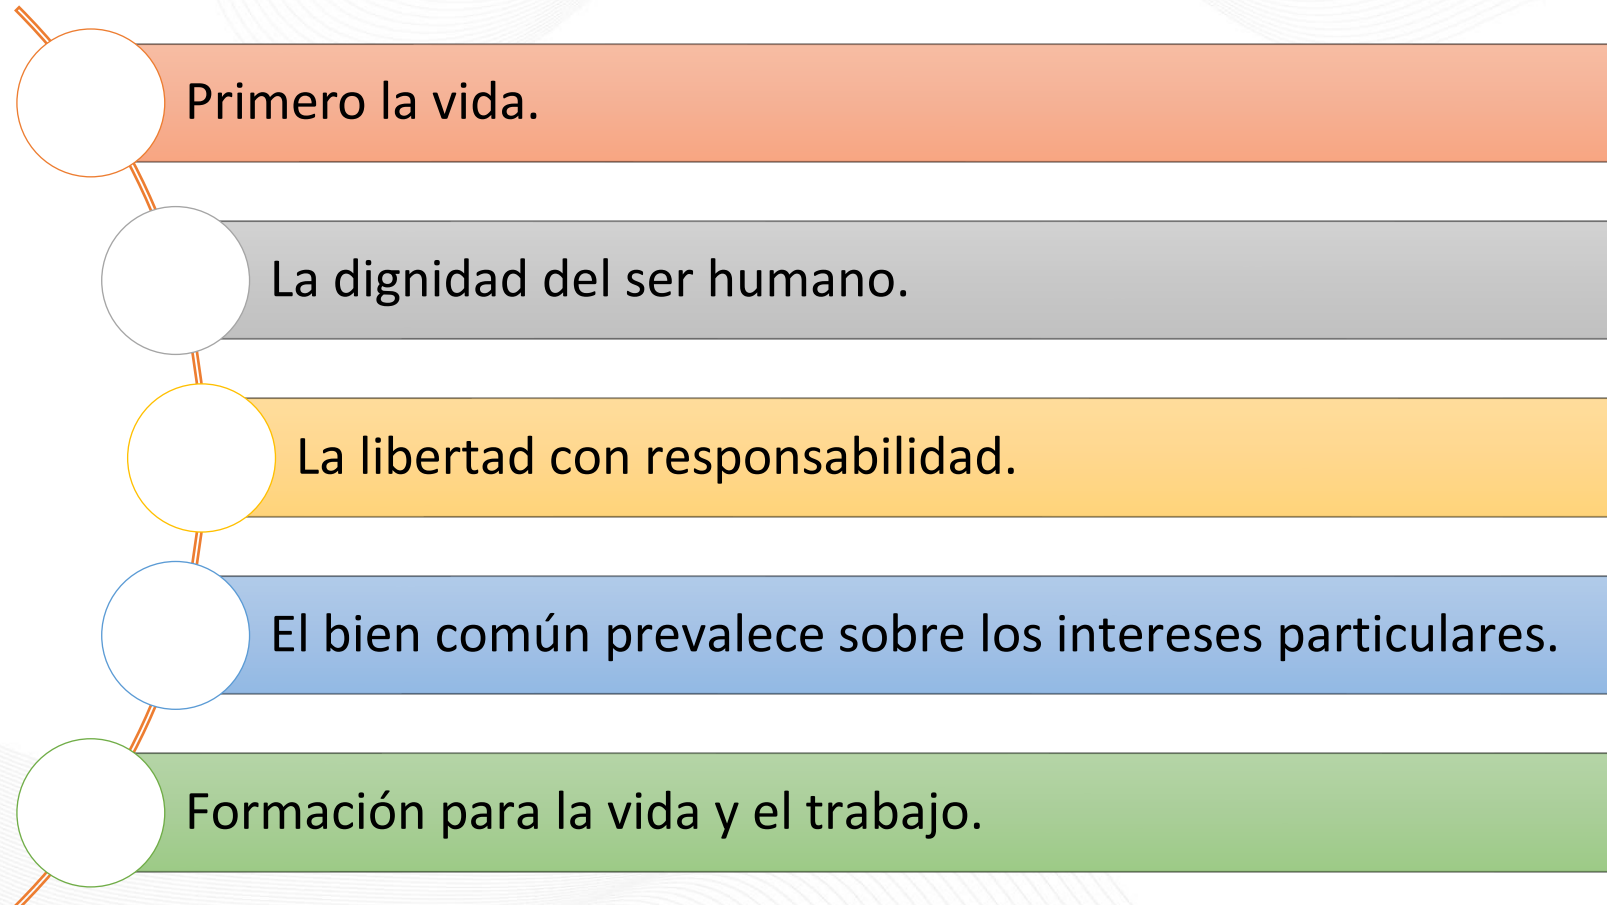 Primero la vida.
La dignidad del ser humano.
La libertad con responsabilidad.
El bien común prevalece sobre los intereses particulares.
Formación para la vida y el trabajo.